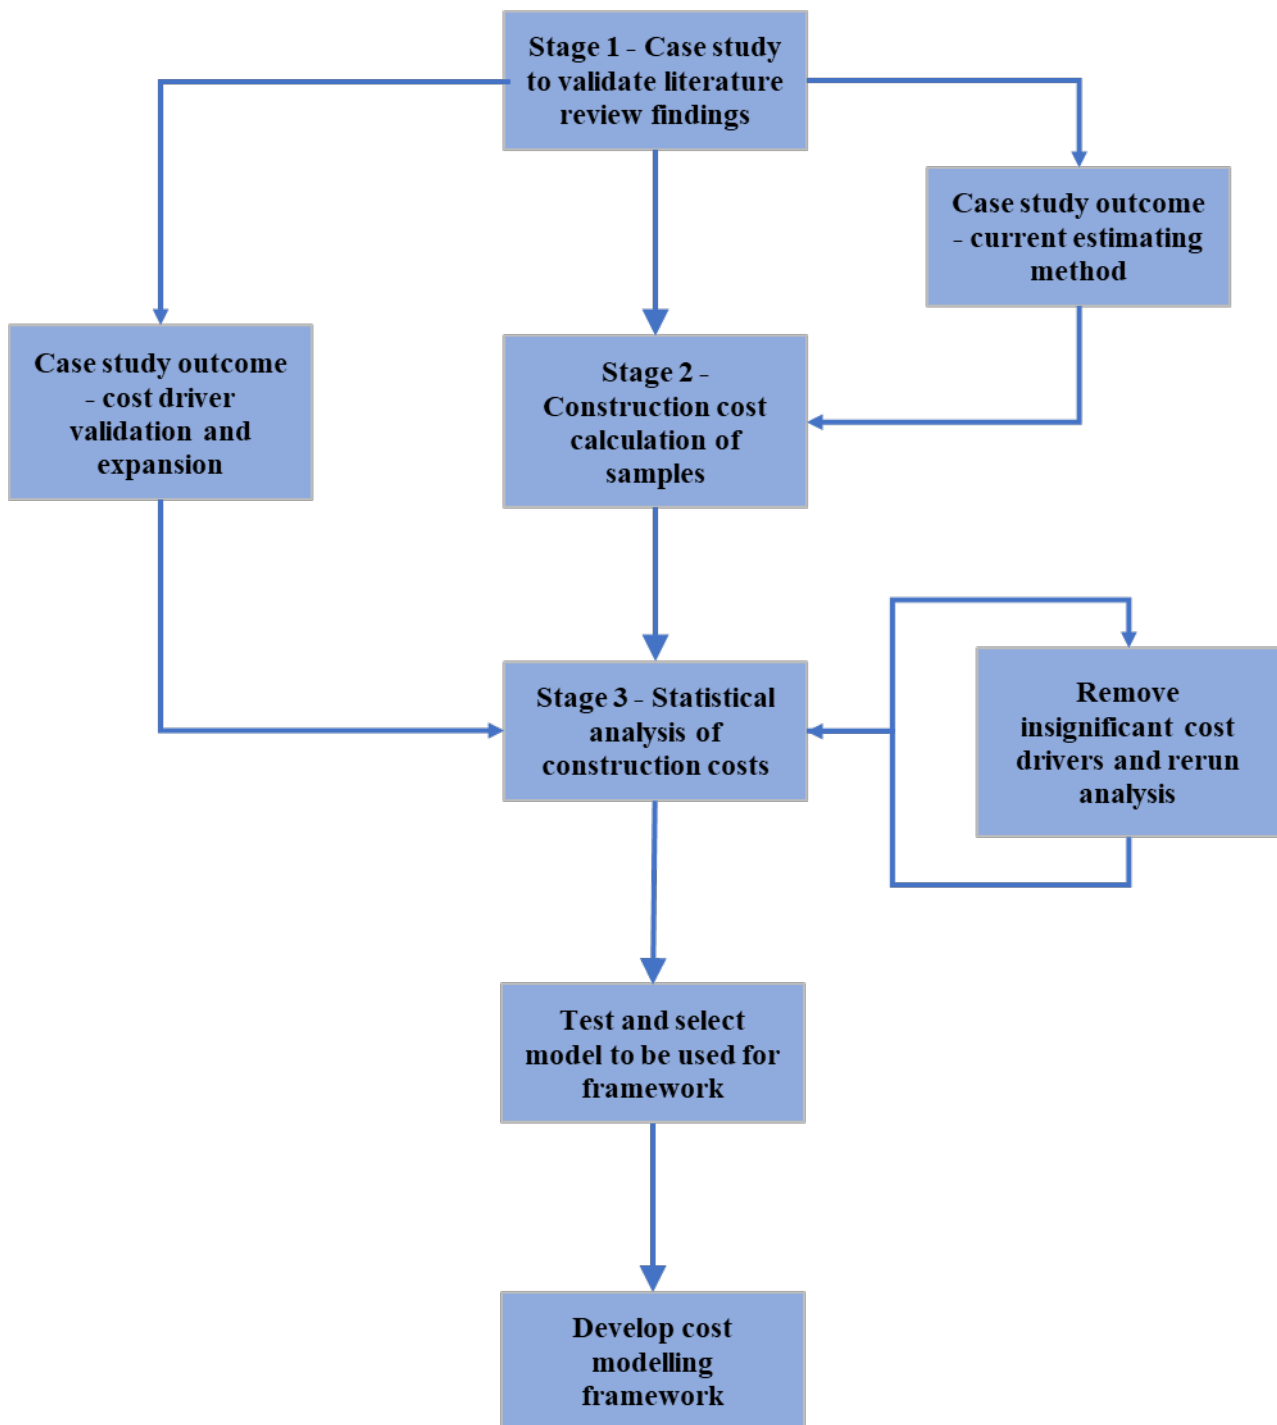 Stage 1 - Case study
to validate literature
review findings
Case study outcome
- current estimating
method
Case study outcome
- cost driver
validation and
expansion
Stage 2 -
Construction cost
calculation of
samples
Stage 3 - Statistical
analysis of
construction costs
Remove
insignificant cost
drivers and rerun
analysis
Test and select
model to be used for
framework
Develop cost
modelling
framework